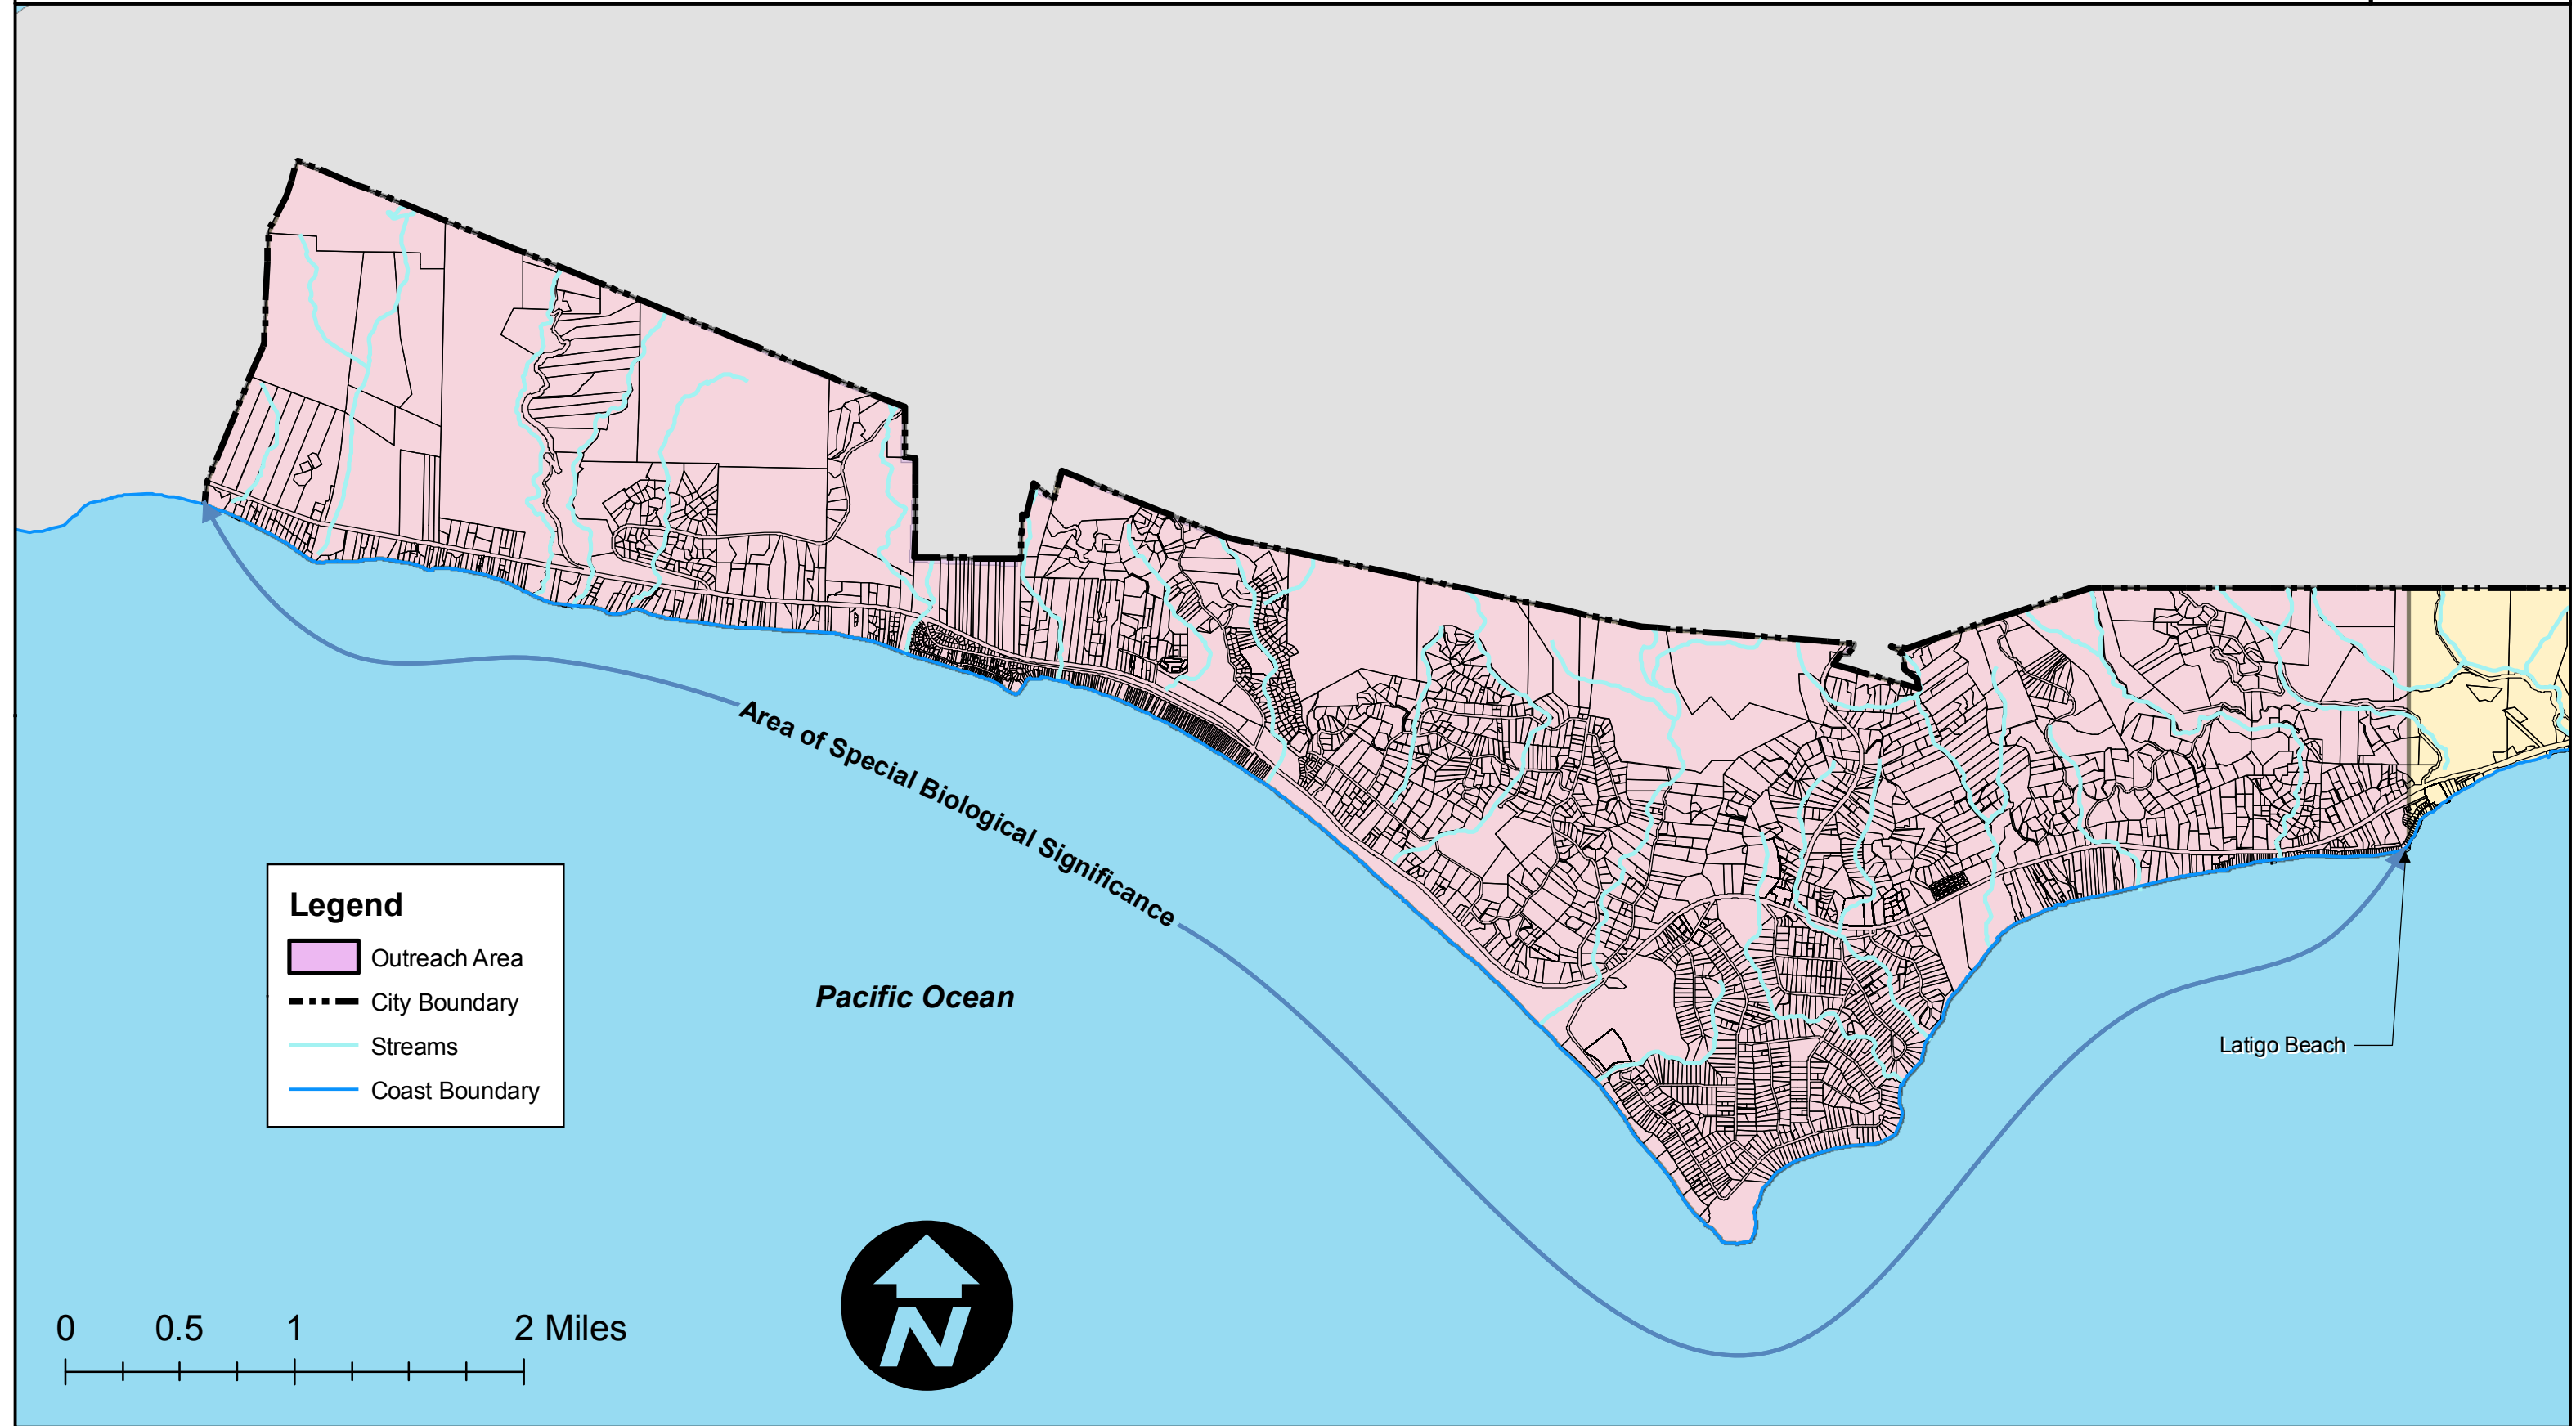 Area of Special Biological Significance
Legend
Outreach Area
City Boundary
Streams
Coast Boundary
Pacific Ocean
Latigo Beach
0 0.5 1 2 Miles
N